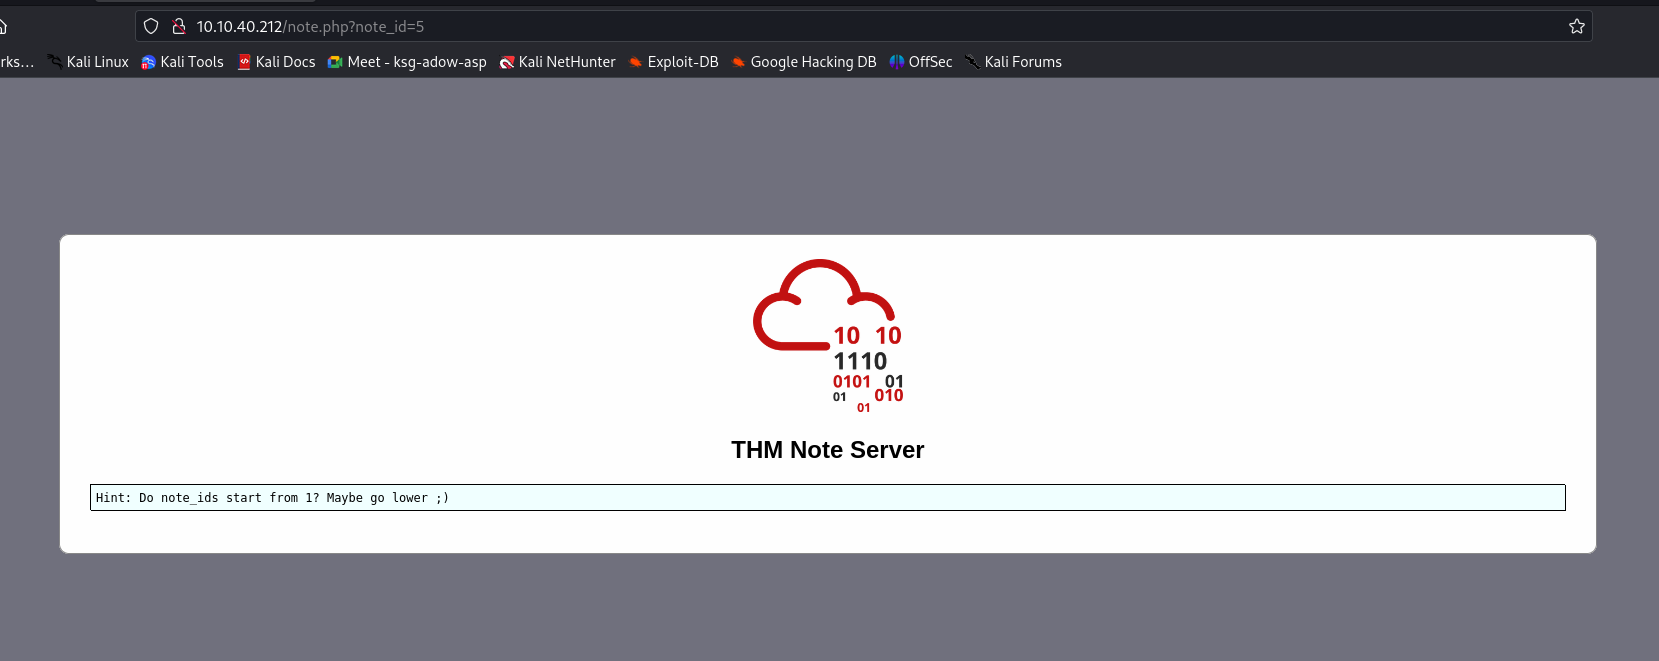 10.10.40.212/note.php?note_id=5
rks... Kali Linux Kali Tools Kali Docs Meet - ksg-adow-asp Kali NetHunter Exploit-DB Google Hacking DB OffSec Kali Forums
10 10
1110
0101 01
01 010
01
THM Note Server
Hint: Do note_ids start from 1? Maybe go lower ;)